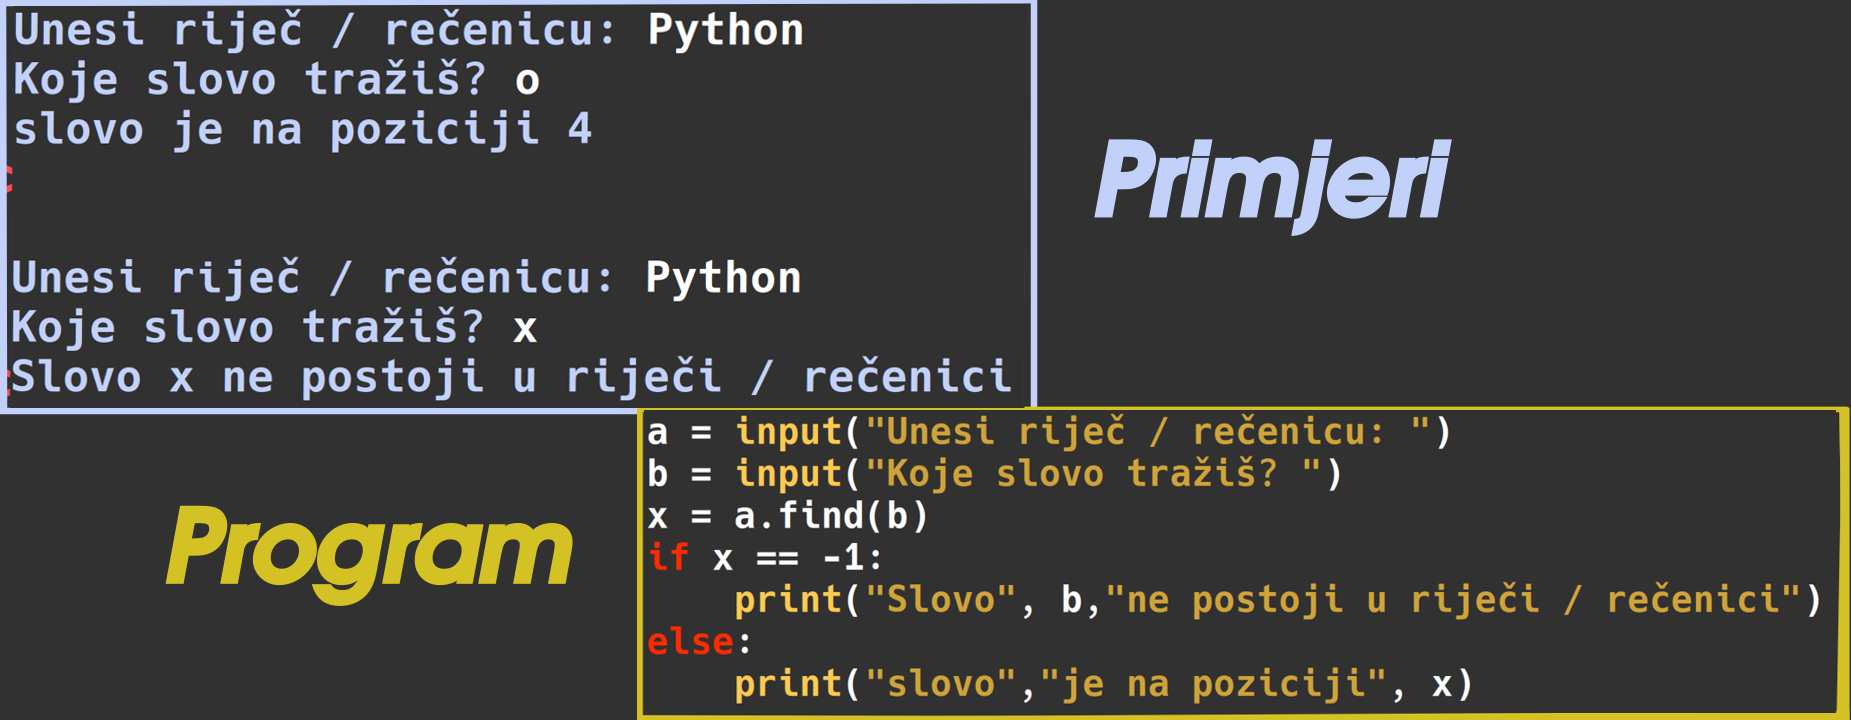 Unesi riječ / rečenicu: Python
Koje slovo tražiš? o
slovo je na poziciji 4
Unesi riječ / rečenicu: Python
Koje slovo tražiš? x
Slovo x ne postoji u riječi / rečenici
Primjeri
Program
a = input("Unesi riječ / rečenicu: ")
b = input("Koje slovo tražiš? ")
x = a.find(b)
if x == -1:
    print("Slovo", b,"ne postoji u riječi / rečenici")
else:
    print("slovo","je na poziciji", x)